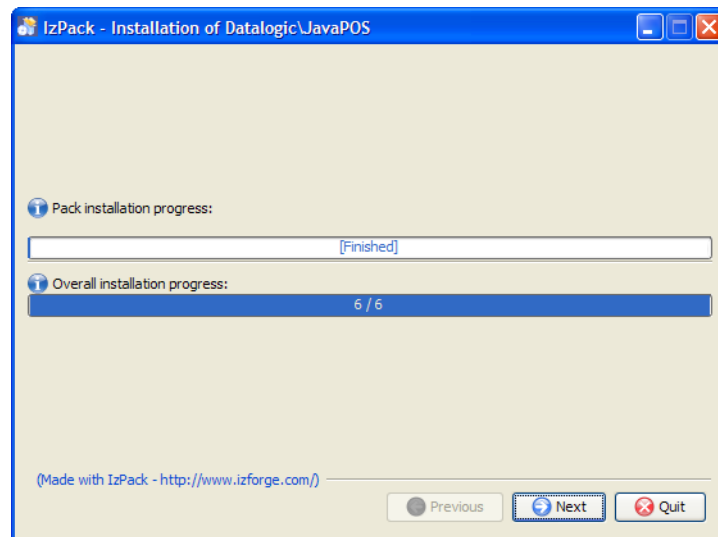 IzPack - Installation of Datalogic\JavaPOS
Pack installation progress:
[Finished]
Overall installation progress:
6 / 6
(Made with IzPack - http://www.izforge.com/)
Previous
Next
Quit